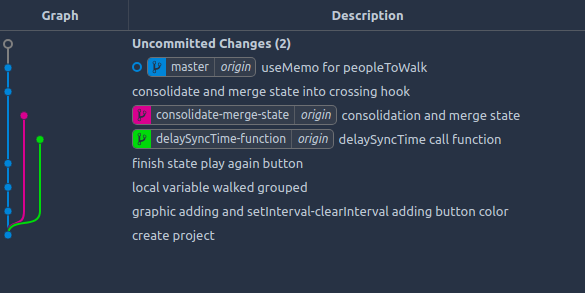 Graph Description
Uncommitted Changes (2)
master origin useMemo for peopleToWalk
consolidate and merge state into crossing hook
consolidate-merge-state origin consolidation and merge state
delaySyncTime-function origin delaySyncTime call function
finish state play again button
local variable walked grouped
graphic adding and setInterval-clearInterval adding button color
create project